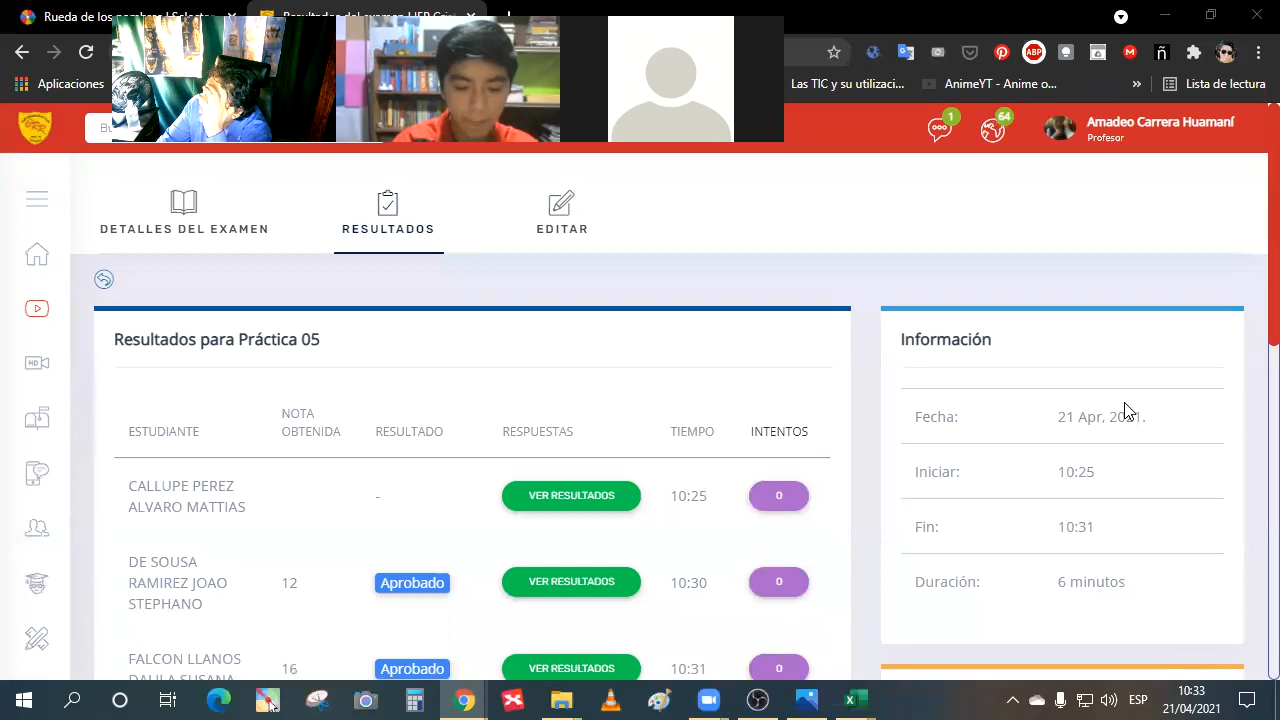 Aplicaciones
Las TIC y su utilizaci...
AnimeYT - Anime o...
»
Lista de lectura
ABP
1
64
Amadeo Carrera Huamaní
Profesor
DETALLES DEL EXAMEN
RESULTADOS
EDITAR
Resultados para Práctica 05
ESTUDIANTE
NOTA
OBTENIDA
RESULTADO
RESPUESTAS
TIEMPO
INTENTOS
CALLUPE PEREZ
ALVARO MATTIAS
-
VER RESULTADOS
10:25
0
DE SOUSA
RAMIREZ JOAO
STEPHANO
12
Aprobado
VER RESULTADOS
10:30
0
FALCON LLANOS
16
Aprobado
VER RESULTADOS
10:31
0
Información
Fecha:
21 Apr, 2021.
Iniciar:
10:25
Fin:
10:31
Duración:
6 minutos
HD
ESP
10:33
21/04/2021